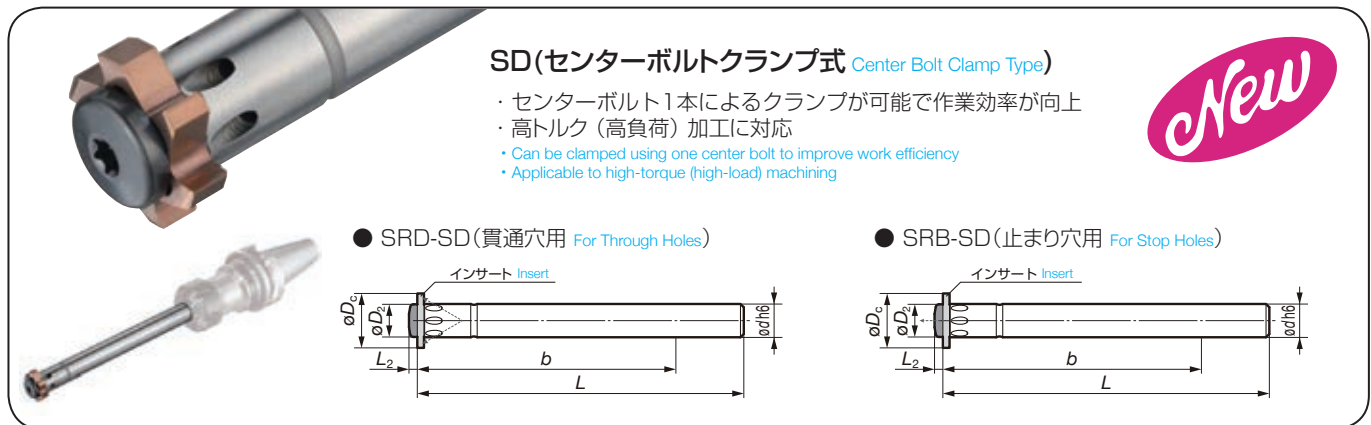 SD(センターボルトクランプ式 Center Bolt Clamp Type)
・センターボルト1本によるクランプが可能で作業効率が向上
・高トルク(高負荷)加工に対応
• Can be clamped using one center bolt to improve work efficiency
• Applicable to high-torque (high-load) machining
New
● SRD-SD(貫通穴用 For Through Holes)
インサート Insert
øDc
øD2
ødh6
L2
b
L
● SRB-SD(止まり穴用 For Stop Holes)
インサート Insert
øDc
øD2
ødh6
L2
b
L